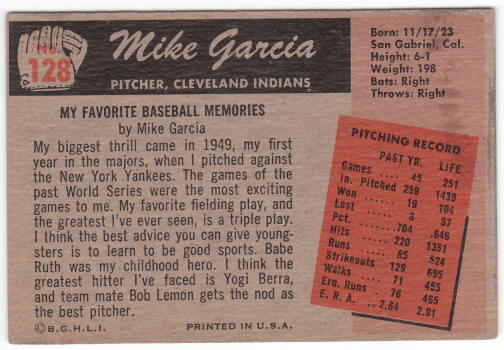 No.
128
Mike Garcia
PITCHER, CLEVELAND INDIANS
Born: 11/17/23
San Gabriel, Cal.
Height: 6-1
Weight: 198
Bats: Right
Throws: Right
MY FAVORITE BASEBALL MEMORIES
by Mike Garcia
My biggest thrill came in 1949, my first
year in the majors, when I pitched against
the New York Yankees. The games of the
past World Series were the most exciting
games to me. My favorite fielding play, and
the greatest I've ever seen, is a triple play.
I think the best advice you can give young-
sters is to learn to be good sports. Babe
Ruth was my childhood hero. I think the
greatest hitter I've faced is Yogi Berra,
and team mate Bob Lemon gets the nod as
the best pitcher.
©B.G.H.L.I. PRINTED IN U.S.A.
PITCHING RECORD
PAST YR. LIFE
Games 45 251
In. Pitched 259 1439
Won 19 104
Lost 8 57
Pct. .704 .646
Hits 220 1351
Runs 85
Strikeouts 129 695
Walks 71 455
Ern. Runs 76 465
E. R. A. 2.64 2.91